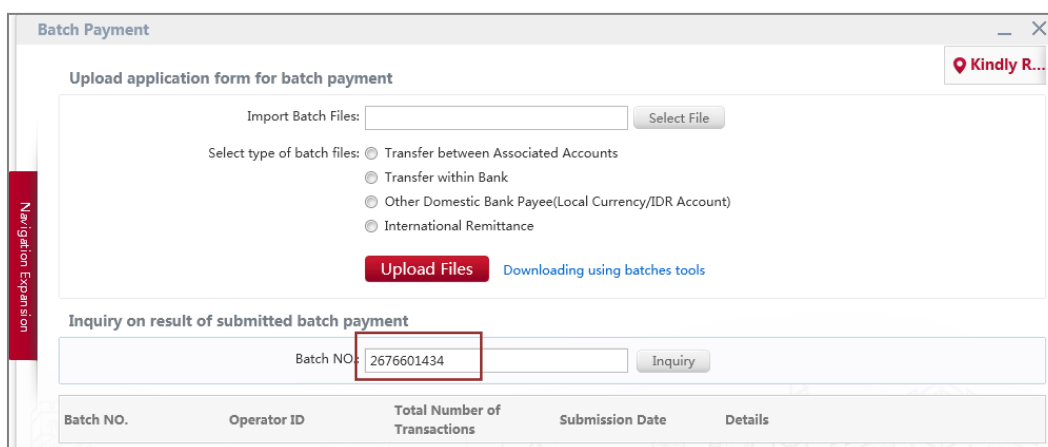 Batch Payment
Kindly R...
Upload application form for batch payment
Import Batch Files:
Select File
Select type of batch files:
Transfer between Associated Accounts
Transfer within Bank
Other Domestic Bank Payee(Local Currency/IDR Account)
International Remittance
Upload Files
Downloading using batches tools
Navigation Expansion
Inquiry on result of submitted batch payment
Batch NO.: 2676601434
Inquiry
Batch NO.
Operator ID
Total Number of
Transactions
Submission Date
Details